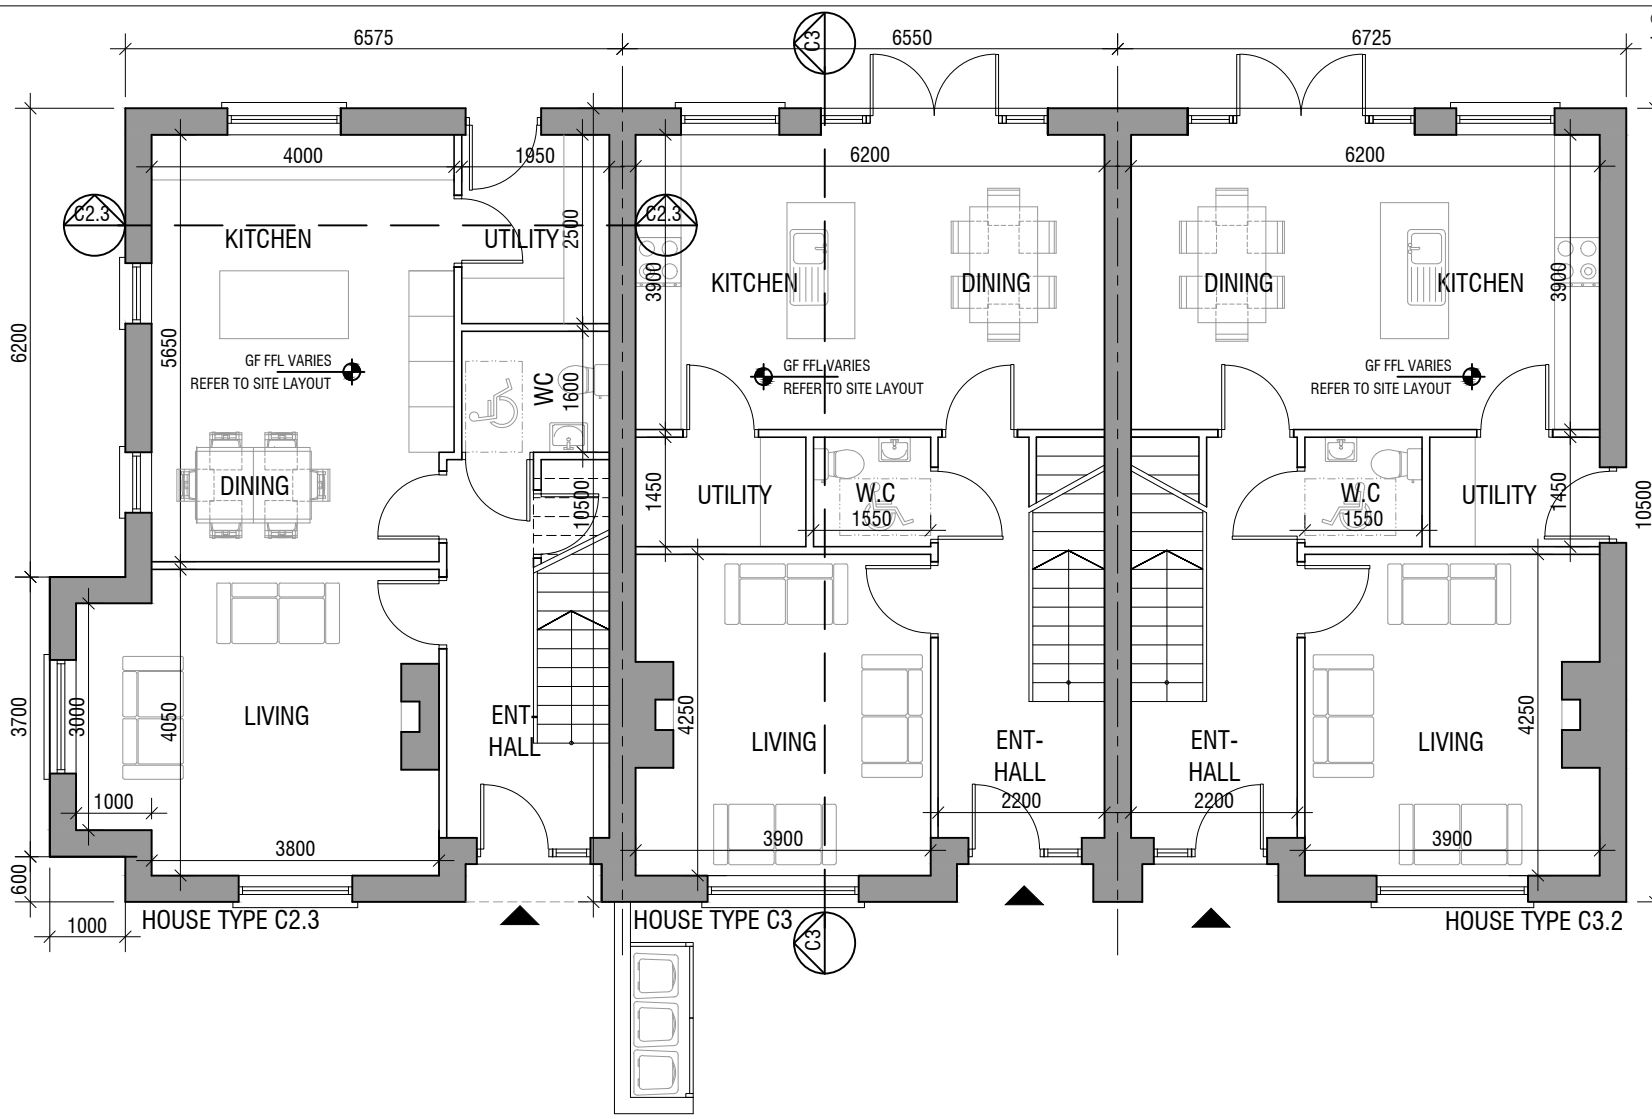 6575
C3
6550
6725
4000
1950
6200
6200
C2.3
C2.3
KITCHEN
UTILITY
2500
KITCHEN
3900
DINING
DINING
KITCHEN
3900
6200
5650
GF FFL VARIES
REFER TO SITE LAYOUT
WC
1600
GF FFL VARIES
REFER TO SITE LAYOUT
GF FFL VARIES
REFER TO SITE LAYOUT
DINING
10500
1450
UTILITY
W.C
1550
W.C
1550
UTILITY
1450
10500
3700
3000
4050
LIVING
ENT-
HALL
4250
LIVING
ENT-
HALL
ENT-
HALL
LIVING
4250
1000
2200
2200
600
3800
3900
3900
1000
HOUSE TYPE C2.3
HOUSE TYPE C3
C3
HOUSE TYPE C3.2